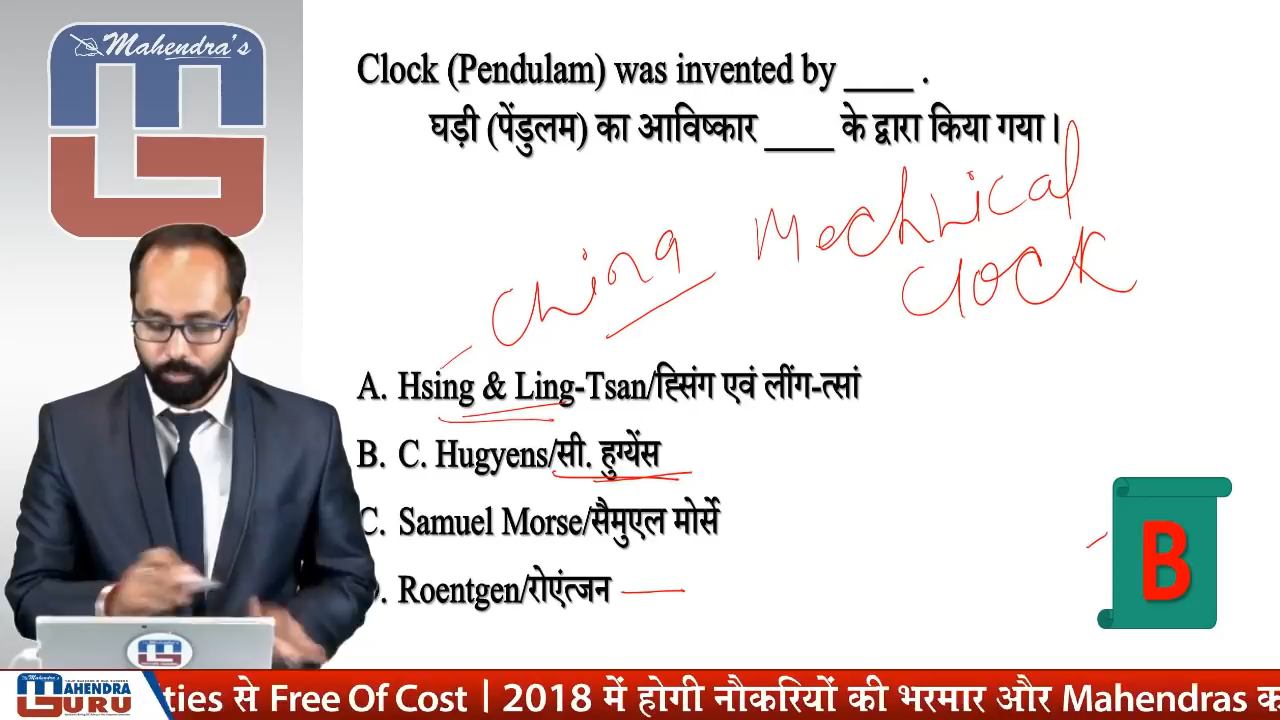 Mahendra's
Clock (Pendulam) was invented by ____ .
घड़ी (पेंडुलम) का आविष्कार ____ के द्वारा किया गया।
China Mechnical
Clock
A. Hsing & Ling-Tsan/ह्सिंग एवं लींग-त्सां
B. C. Hugyens/सी. हुग्येंस
C. Samuel Morse/सैमुएल मोर्से
D. Roentgen/रोएंत्जन
B
Mahendra's
MAHENDRA
GURU
ties से Free Of Cost | 2018 में होगी नौकरियों की भरमार और Mahendras क